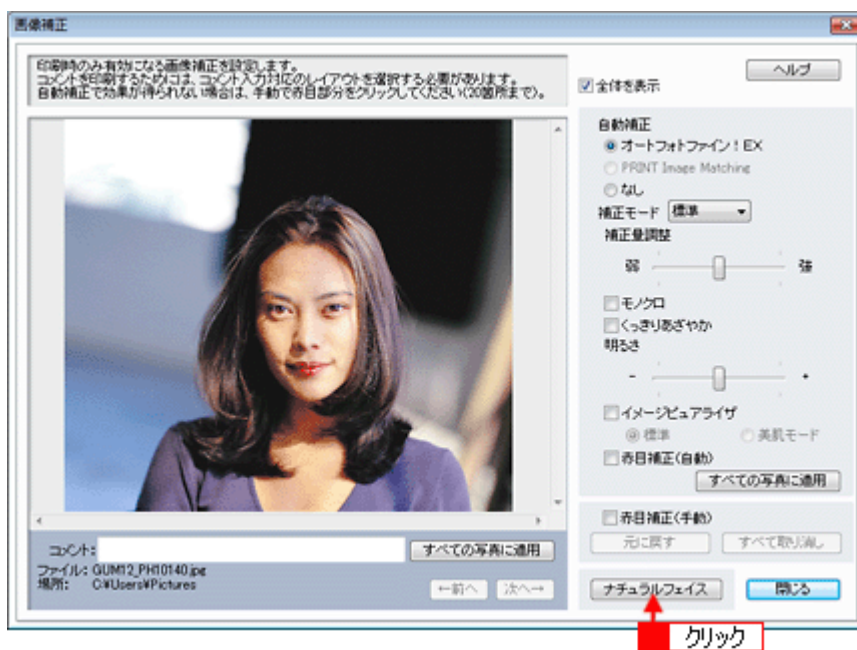 画像補正
印刷時のみ有効になる画像補正を設定します。
コメントを印刷するためには、コメント入力対応のレイアウトを選択する必要があります。
自動補正で効果が得られない場合は、手動で赤目部分をクリックしてください(20箇所まで)。
ヘルプ
全体を表示
自動補正
オートフォトファイン!EX
PRINT Image Matching
なし
補正モード 標準
補正量調整
弱 強
モノクロ
くっきりあざやか
明るさ
- +
イメージピュアライザ
標準 美肌モード
赤目補正(自動)
すべての写真に適用
赤目補正(手動)
元に戻す すべて取り消し
コメント: すべての写真に適用
ファイル: GUM12_PH10140.jpg
場所: C:¥Users¥Pictures
←前へ 次へ→
ナチュラルフェイス 閉じる
クリック